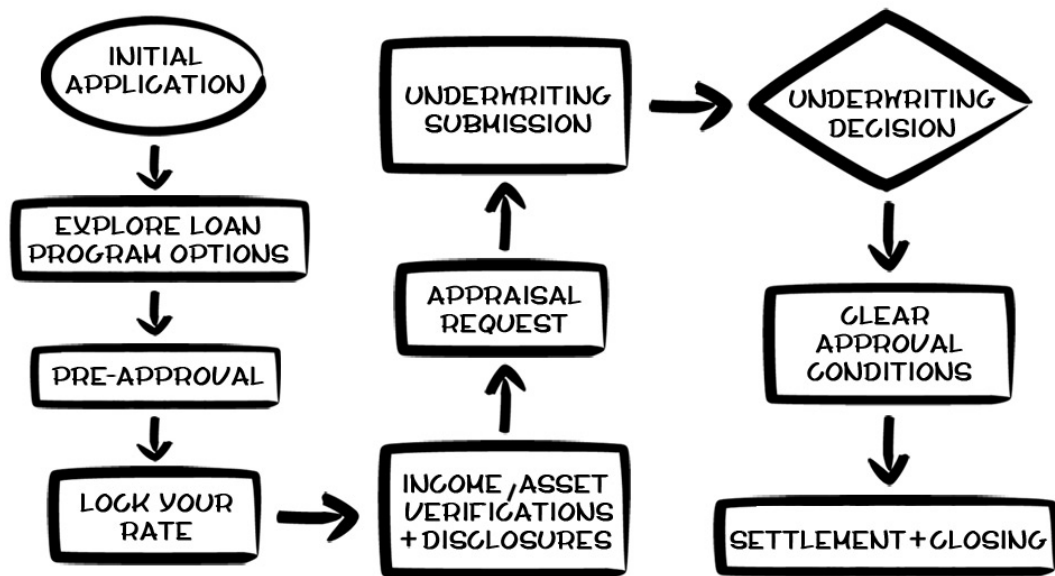 INITIAL
APPLICATION
EXPLORE LOAN
PROGRAM OPTIONS
PRE-APPROVAL
LOCK YOUR
RATE
INCOME/ASSET
VERIFICATIONS
+ DISCLOSURES
APPRAISAL
REQUEST
UNDERWRITING
SUBMISSION
UNDERWRITING
DECISION
CLEAR
APPROVAL
CONDITIONS
SETTLEMENT + CLOSING